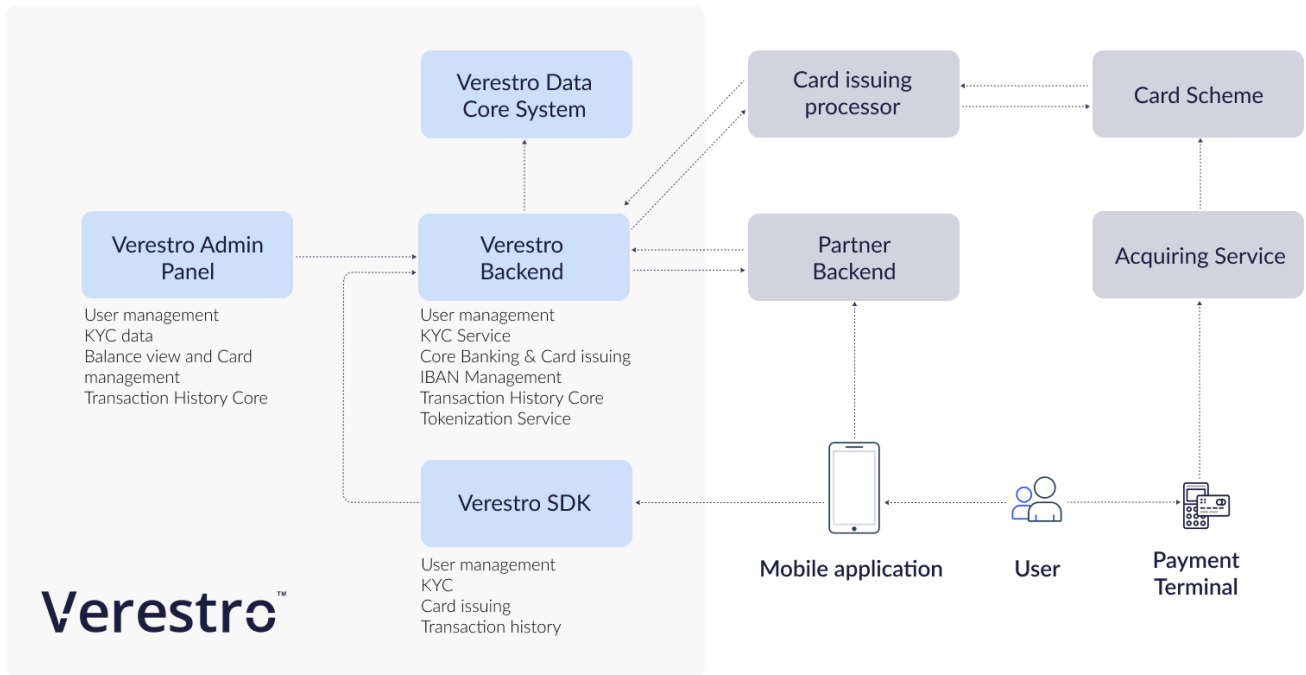 Verestro Data
Core System
Card issuing
processor
Card Scheme
Verestro Admin
Panel
Verestro
Backend
Partner
Backend
Acquiring Service
User management
KYC data
Balance view and Card
management
Transaction History Core
User management
KYC Service
Core Banking & Card issuing
IBAN Management
Transaction History Core
Tokenization Service
Verestro SDK
User management
KYC
Card issuing
Transaction history
Mobile application
User
Payment
Terminal
Verestro™